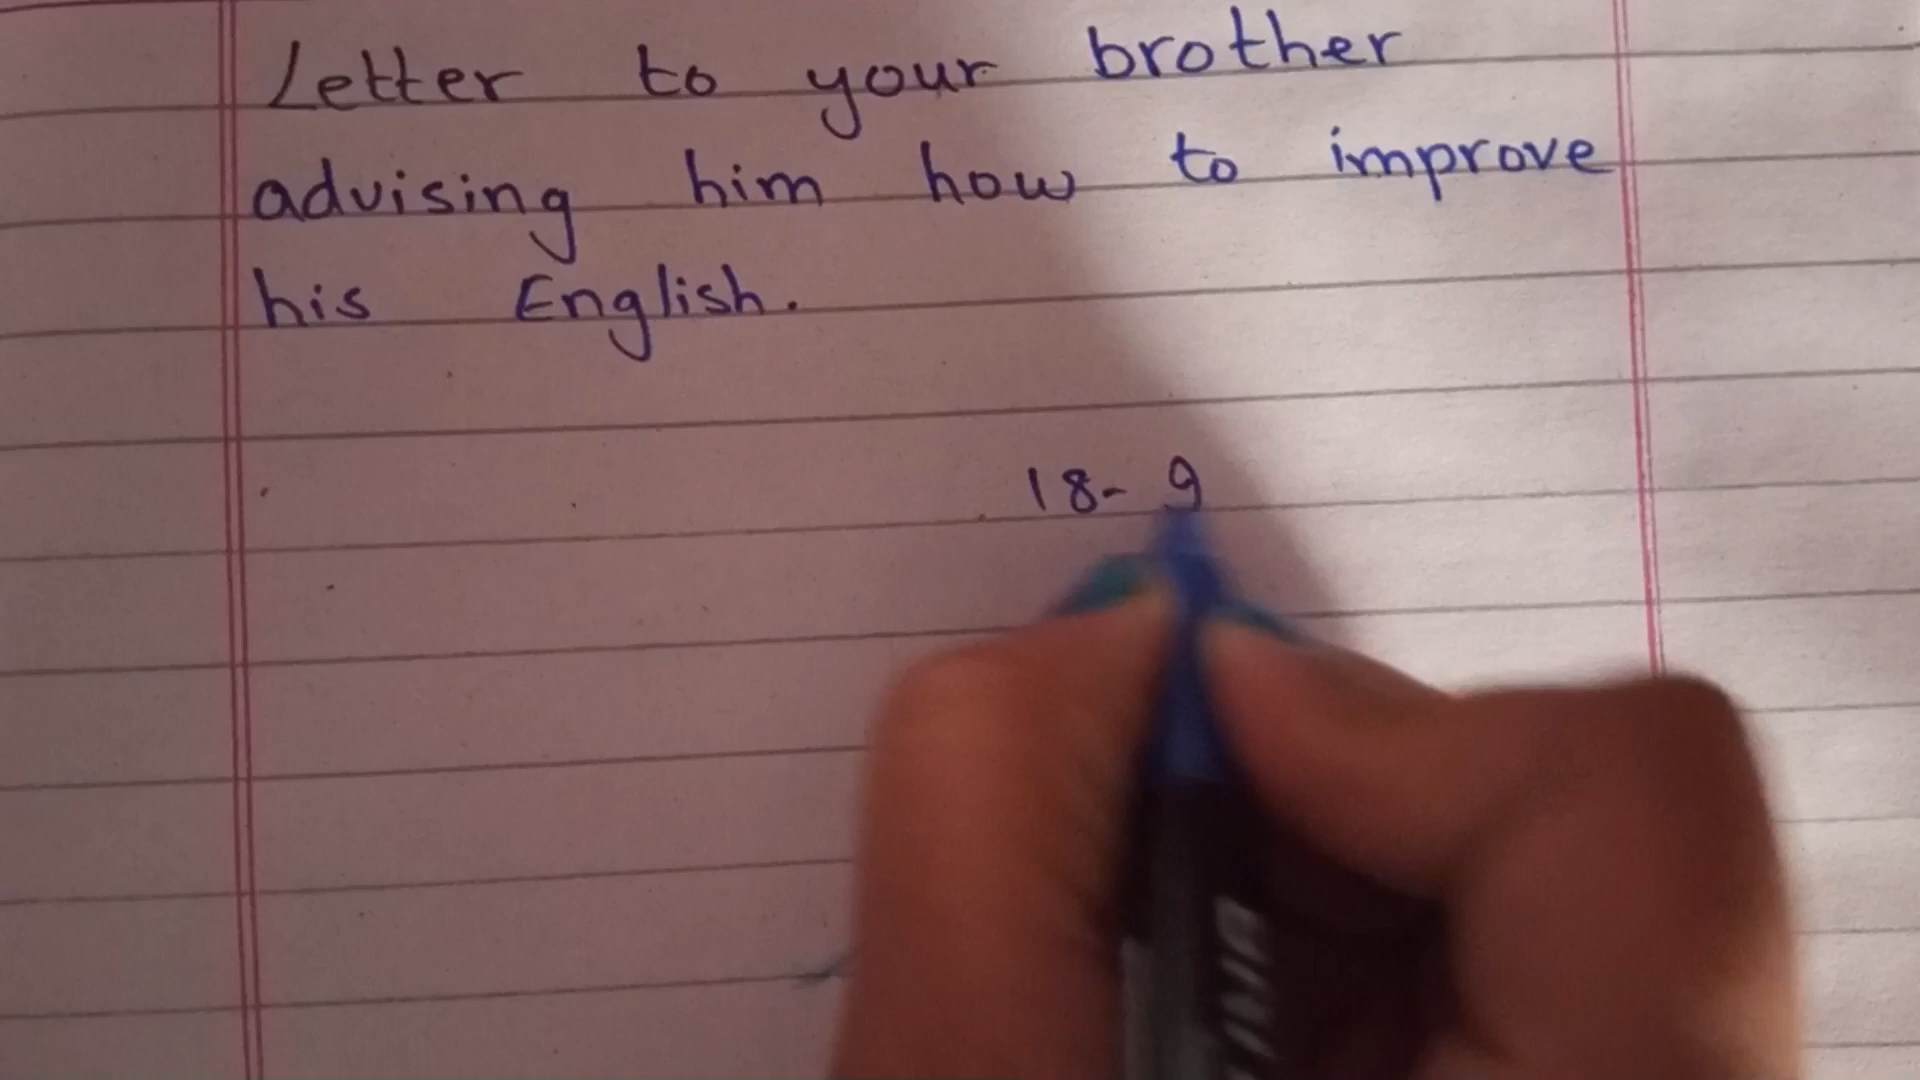 Letter to your brother
advising him how to improve
his English.
18- 9